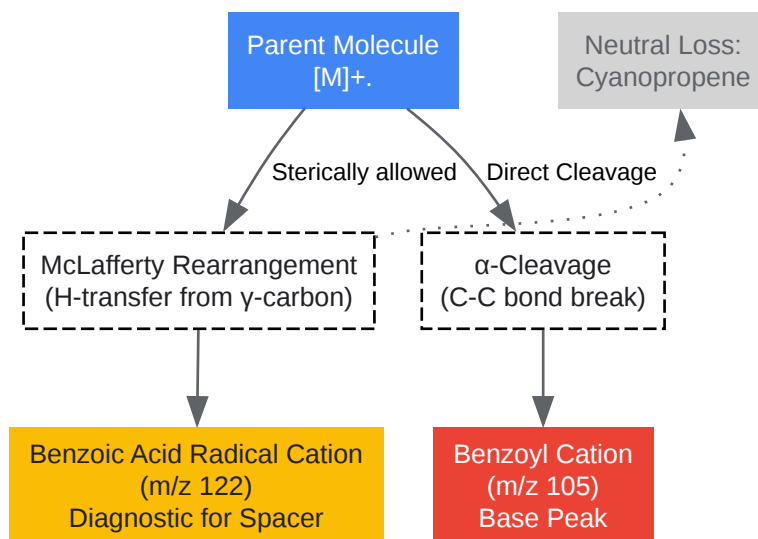 Parent Molecule
[M]+.
Neutral Loss:
Cyanopropene
Sterically allowed
Direct Cleavage
McLafferty Rearrangement
(H-transfer from γ-carbon)
α-Cleavage
(C-C bond break)
Benzoic Acid Radical Cation
(m/z 122)
Diagnostic for Spacer
Benzoyl Cation
(m/z 105)
Base Peak